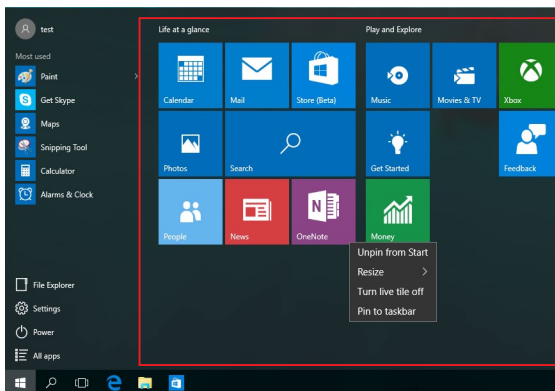 test
Most used
Paint
Get Skype
Maps
Snipping Tool
Calculator
Alarms & Clock
File Explorer
Settings
Power
All apps
Life at a glance
Calendar
Mail
Store (Beta)
Photos
Search
People
News
OneNote
Play and Explore
Music
Movies & TV
Xbox
Get Started
Feedback
Money
Unpin from Start
Resize
Turn live tile off
Pin to taskbar